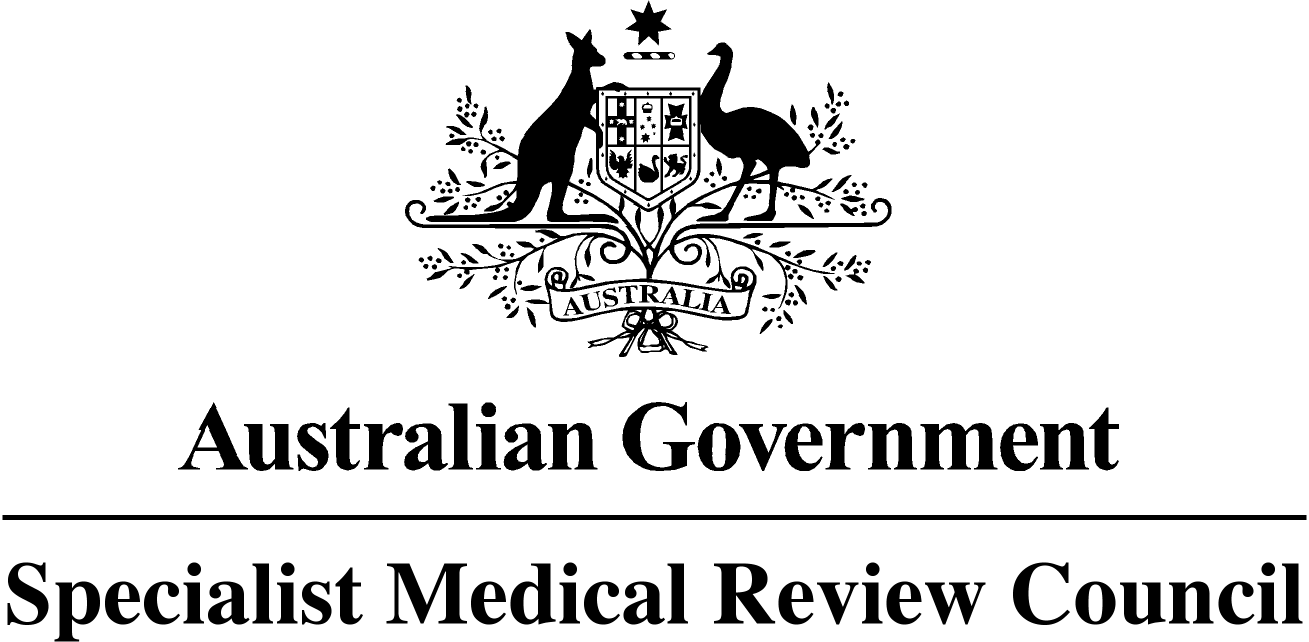 AUSTRALIA
Australian Government
Specialist Medical Review Council